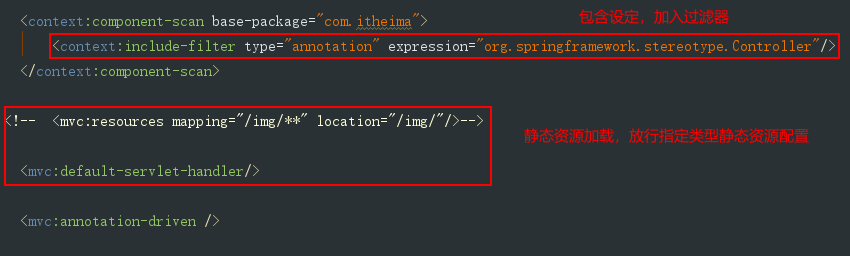 <context:component-scan base-package="com.itheima">
包含设定，加入过滤器
<context:include-filter type="annotation" expression="org.springframework.stereotype.Controller"/>
</context:component-scan>
<!--  <mvc:resources mapping="/img/**" location="/img/"/>-->
静态资源加载，放行指定类型静态资源配置
<mvc:default-servlet-handler/>
<mvc:annotation-driven />